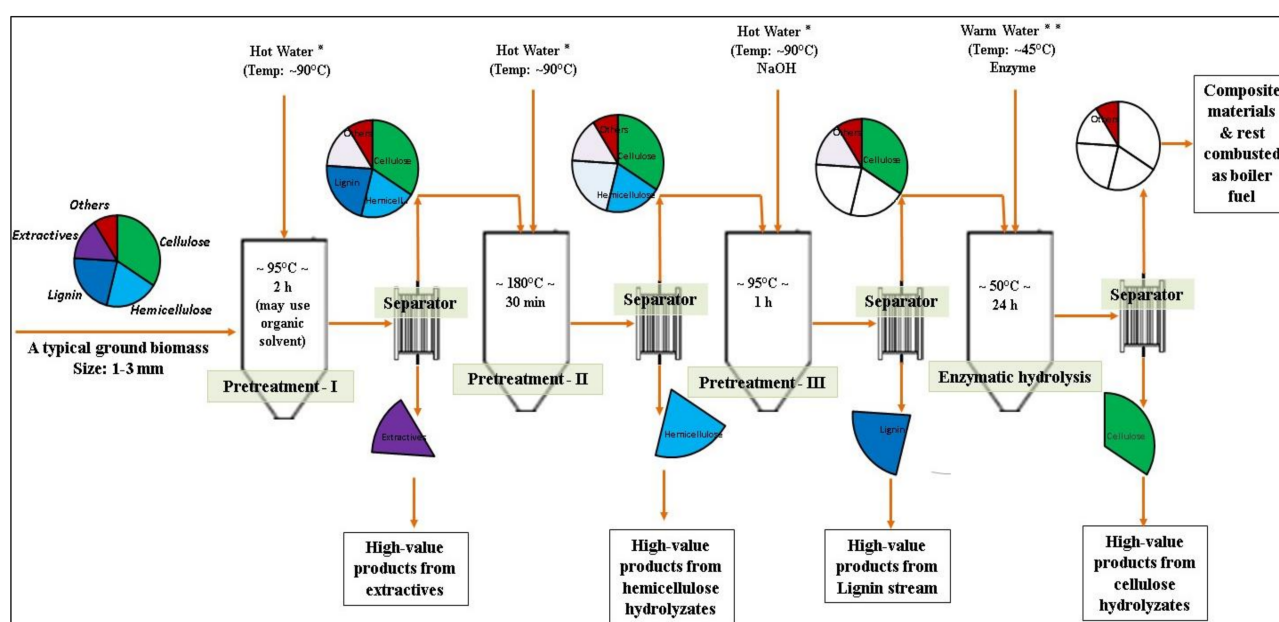 Hot Water *
(Temp: ~90°C)
Hot Water *
(Temp: ~90°C)
Hot Water *
(Temp: ~90°C)
NaOH
Warm Water * *
(Temp: ~45°C)
Enzyme
Composite
materials
& rest
combusted
as boiler
fuel
Others
Extractives
Cellulose
Lignin
Hemicellulose
A typical ground biomass
Size: 1-3 mm
~ 95°C ~
2 h
(may use
organic
solvent)
Pretreatment - I
Others
Cellulose
Lignin
Hemicell.
Separator
Extractives
High-value
products from
extractives
~ 180°C ~
30 min
Pretreatment - II
Others
Cellulose
Hemicellulose
Separator
Hemicellulose
High-value
products from
hemicellulose
hydrolyzates
~ 95°C ~
1 h
Pretreatment - III
Others
Cellulose
Separator
Lignin
High-value
products from
Lignin stream
~ 50°C ~
24 h
Enzymatic hydrolysis
Others
Separator
Cellulose
High-value
products from
cellulose
hydrolyzates